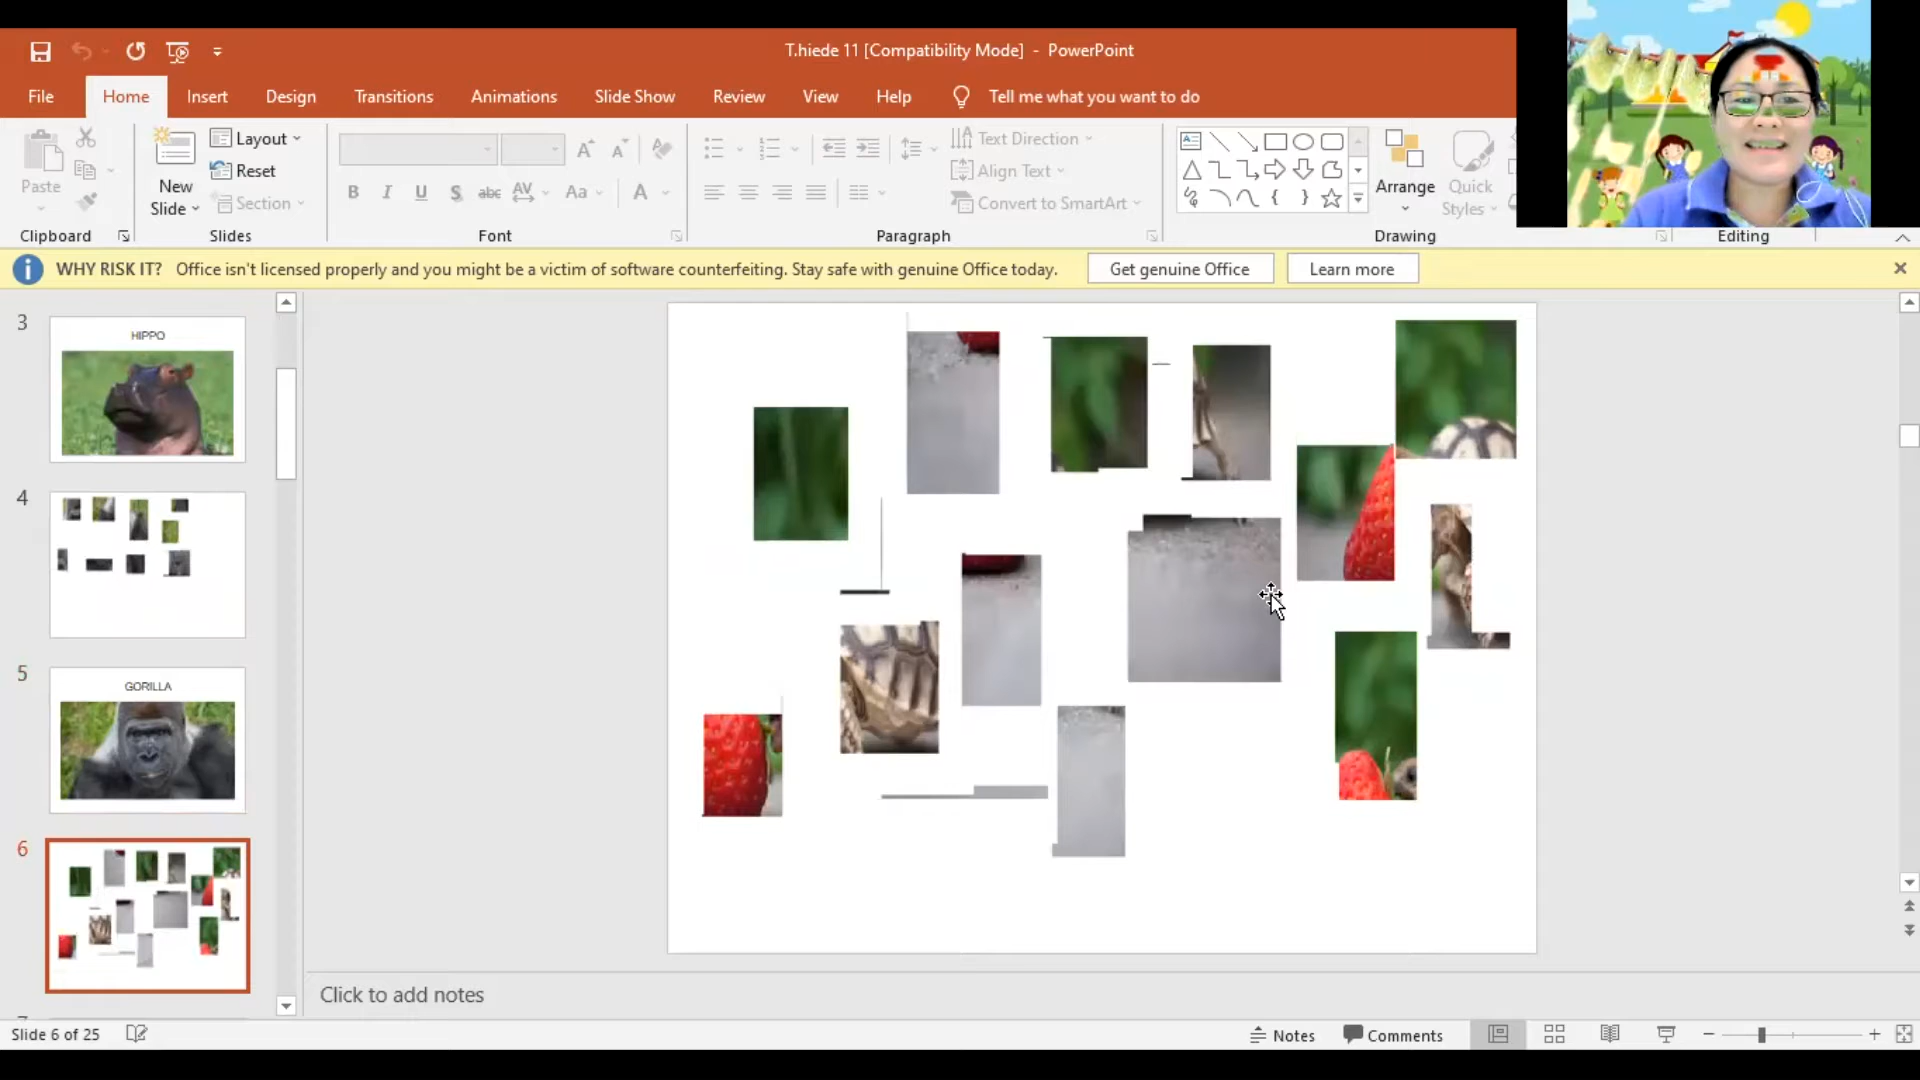 T.hiede 11 [Compatibility Mode] - PowerPoint
File Home Insert Design Transitions Animations Slide Show Review View Help Tell me what you want to do
Paste
Clipboard
New Slide
Layout
Reset
Section
Slides
B I U S abc AV Aa A
Font
Text Direction
Align Text
Convert to SmartArt
Paragraph
Arrange
Quick Styles
Drawing
Editing
WHY RISK IT? Office isn't licensed properly and you might be a victim of software counterfeiting. Stay safe with genuine Office today. Get genuine Office Learn more
3
HIPPO
4
5
GORILLA
6
Click to add notes
Slide 6 of 25
Notes Comments